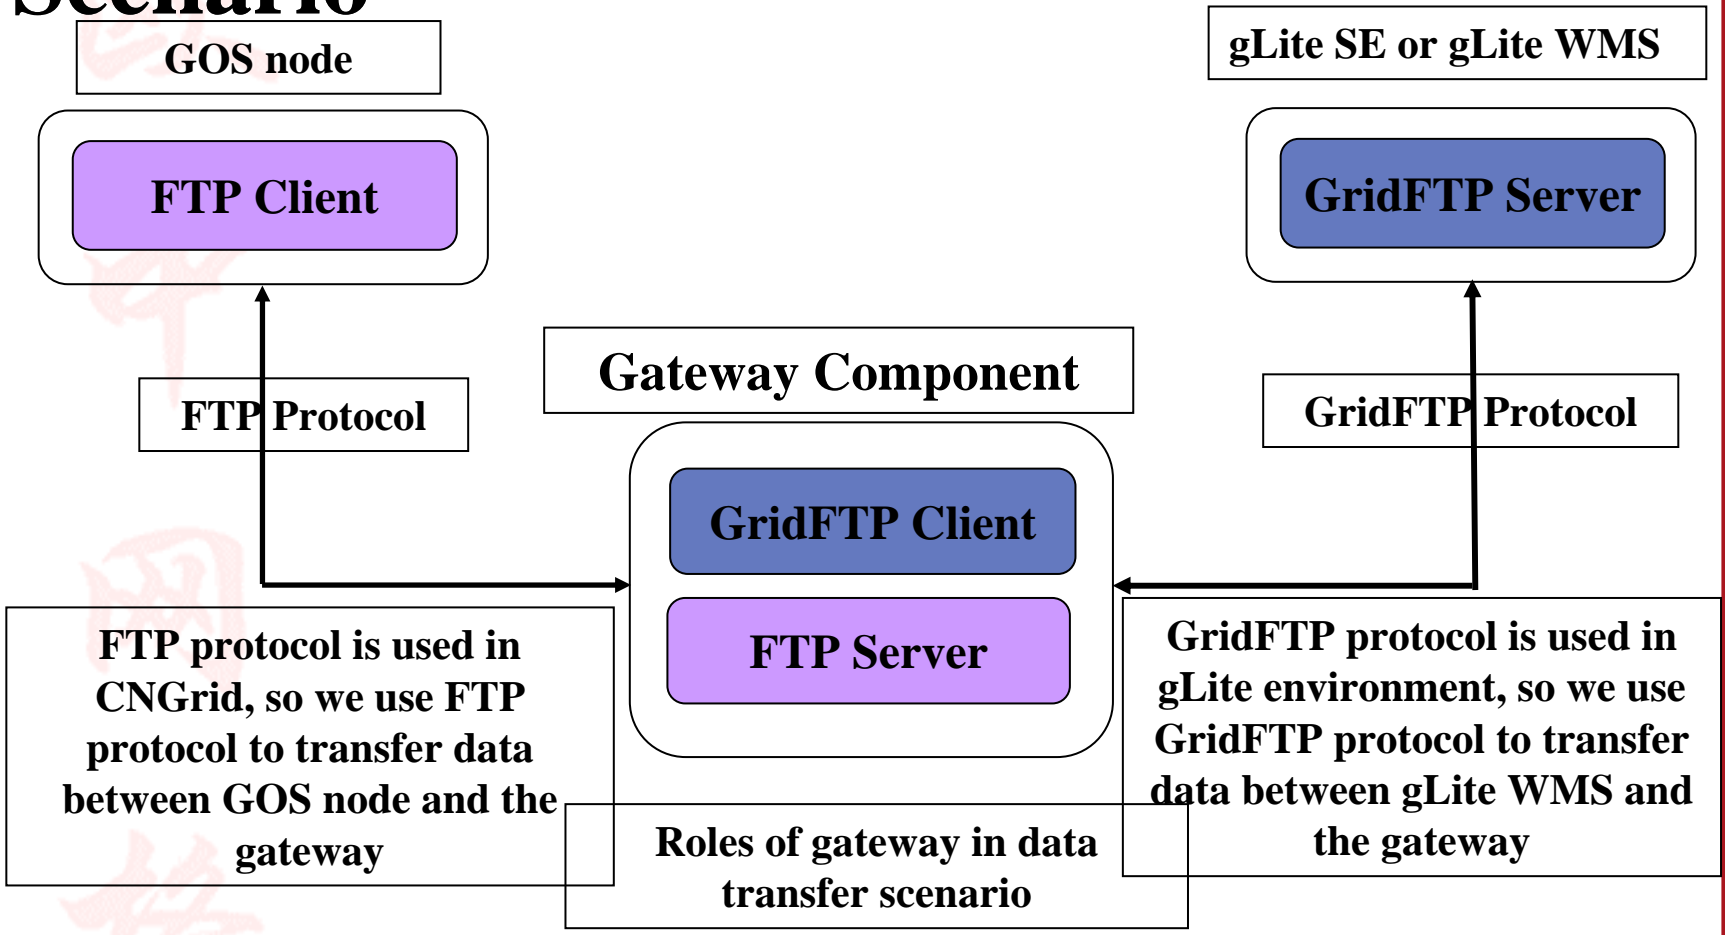 Scenario
GOS node
gLite SE or gLite WMS
FTP Client
GridFTP Server
Gateway Component
FTP Protocol
GridFTP Protocol
GridFTP Client
FTP Server
FTP protocol is used in
CNGrid, so we use FTP
protocol to transfer data
between GOS node and the
gateway
GridFTP protocol is used in
gLite environment, so we use
GridFTP protocol to transfer
data between gLite WMS and
the gateway
Roles of gateway in data
transfer scenario
中
网